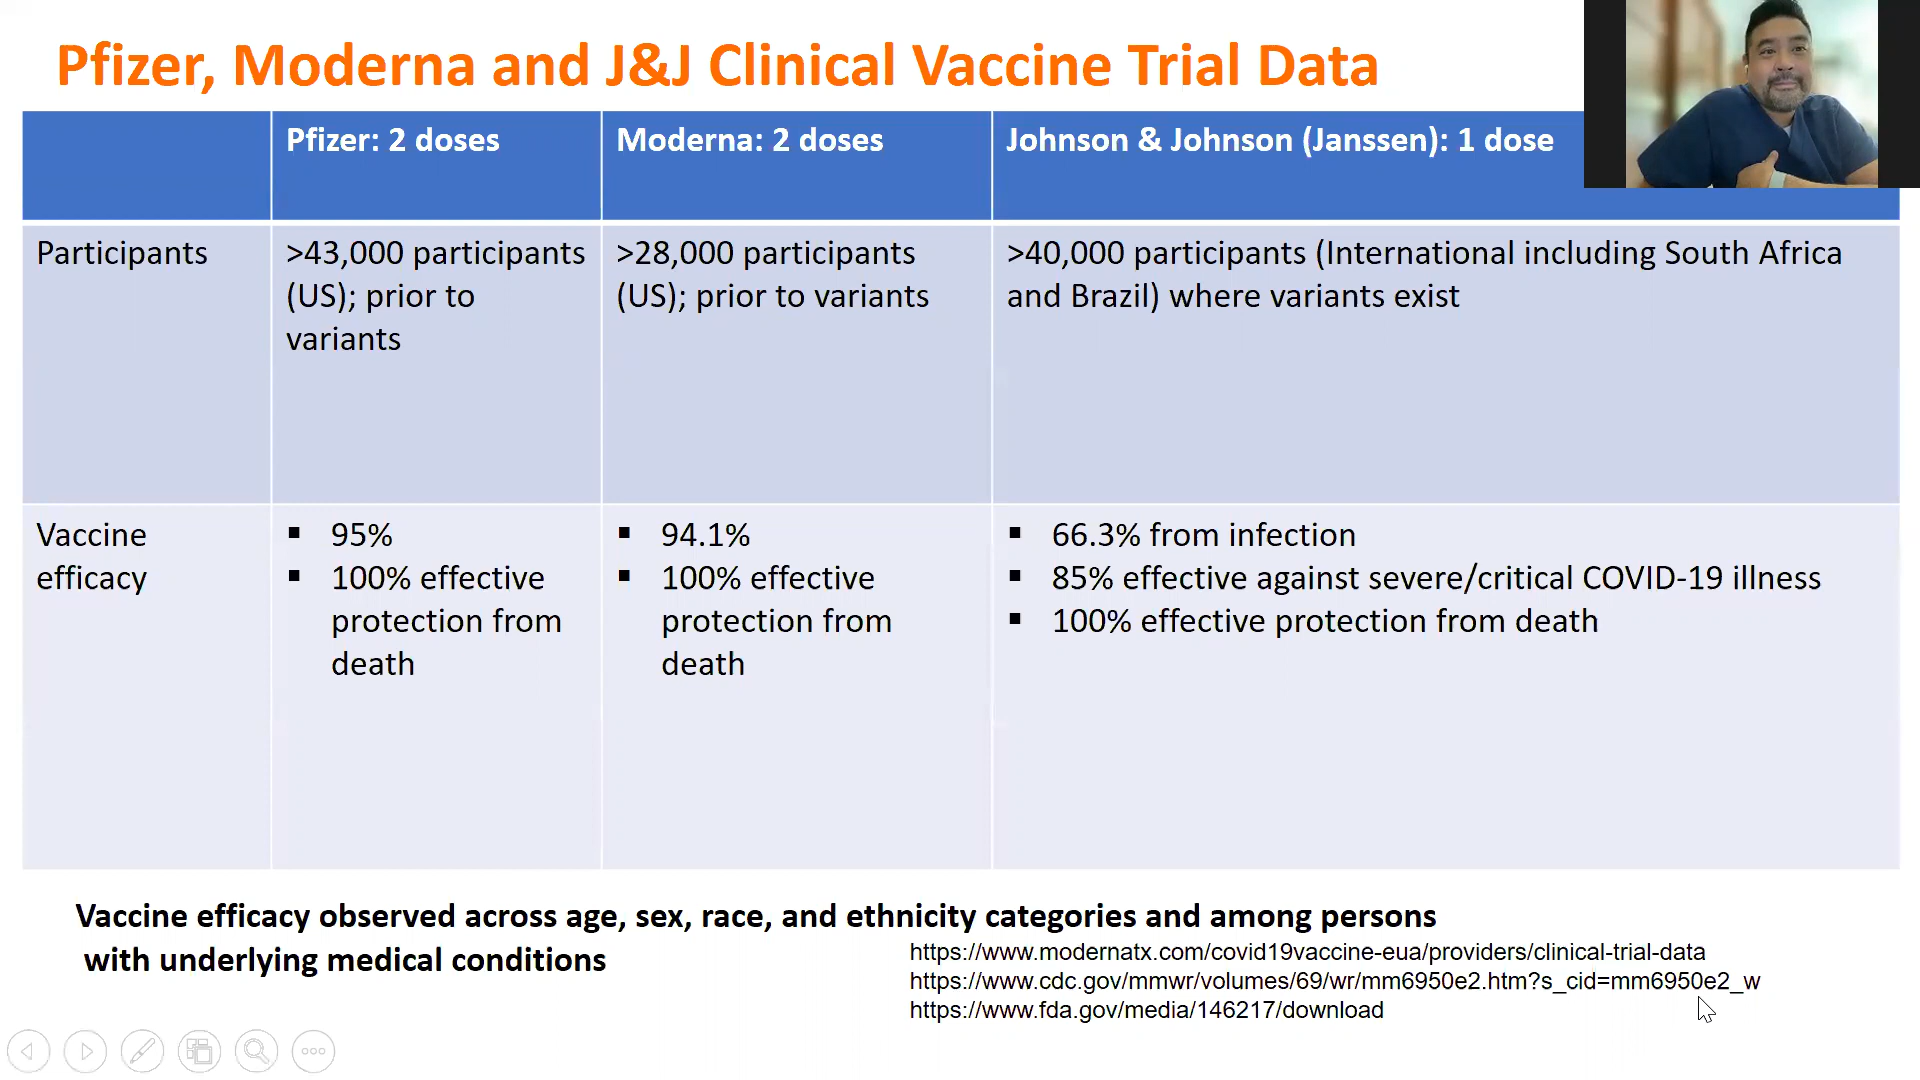 Pfizer, Moderna and J&J Clinical Vaccine Trial Data
Pfizer: 2 doses
Moderna: 2 doses
Johnson & Johnson (Janssen): 1 dose
Participants
>43,000 participants
(US); prior to
variants
>28,000 participants
(US); prior to variants
>40,000 participants (International including South Africa
and Brazil) where variants exist
Vaccine
efficacy
▪ 95%
▪ 100% effective
protection from
death
▪ 94.1%
▪ 100% effective
protection from
death
▪ 66.3% from infection
▪ 85% effective against severe/critical COVID-19 illness
▪ 100% effective protection from death
Vaccine efficacy observed across age, sex, race, and ethnicity categories and among persons
with underlying medical conditions
https://www.modernatx.com/covid19vaccine-eua/providers/clinical-trial-data
https://www.cdc.gov/mmwr/volumes/69/wr/mm6950e2.htm?s_cid=mm6950e2_w
https://www.fda.gov/media/146217/download